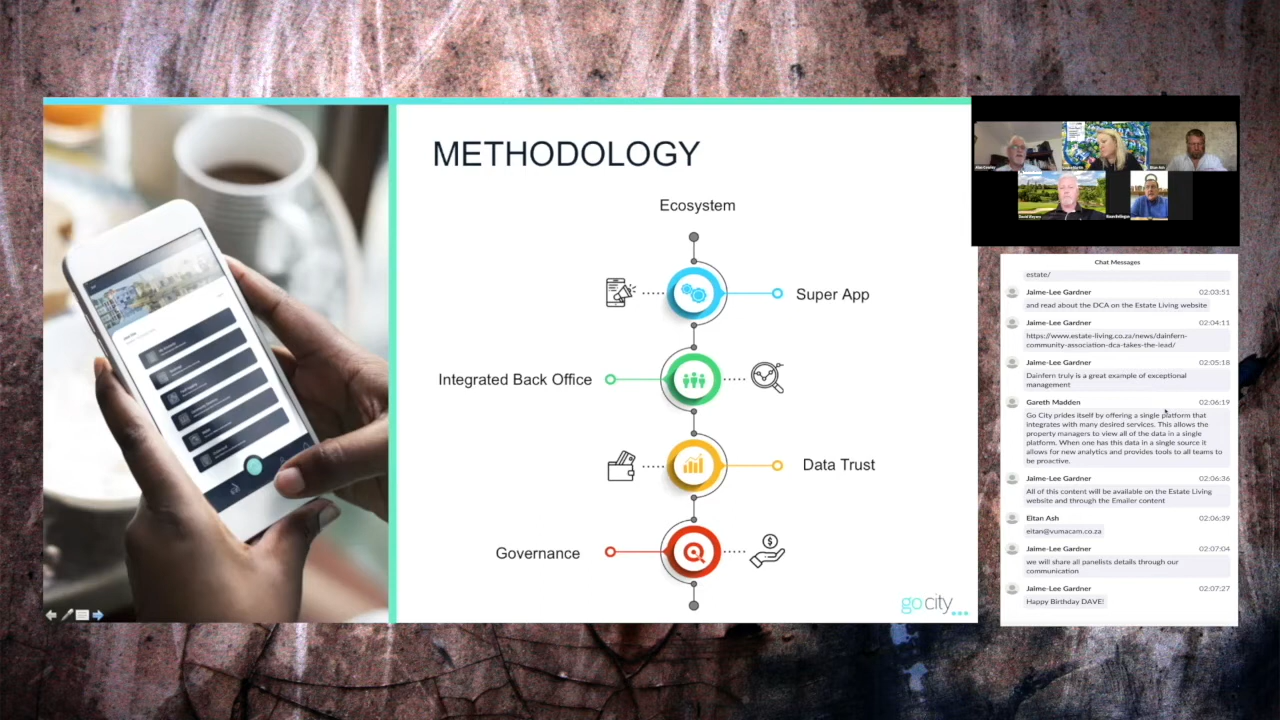 METHODOLOGY
Ecosystem
Super App
Integrated Back Office
Data Trust
Governance
go city...
Chat Messages
estate/
Jaime-Lee Gardner 02:03:51
and read about the DCA on the Estate Living website
Jaime-Lee Gardner 02:04:11
https://www.estate-living.co.za/news/dainfern-
community-association-dca-takes-the-lead/
Jaime-Lee Gardner 02:05:18
Dainfern truly is a great example of exceptional
management
Gareth Madden 02:06:19
Go City prides itself by offering a single platform that
integrates with many desired services. This allows the
property managers to view all of the data in a single
platform. When one has this data in a single source it
allows for new analytics and provides tools to all teams to
be proactive.
Jaime-Lee Gardner 02:06:36
All of this content will be available on the Estate Living
website and through the Emailer content
Eitan Ash 02:06:39
eitan@vumacam.co.za
Jaime-Lee Gardner 02:07:04
we will share all panelists details through our
communication
Jaime-Lee Gardner 02:07:27
Happy Birthday DAVE!